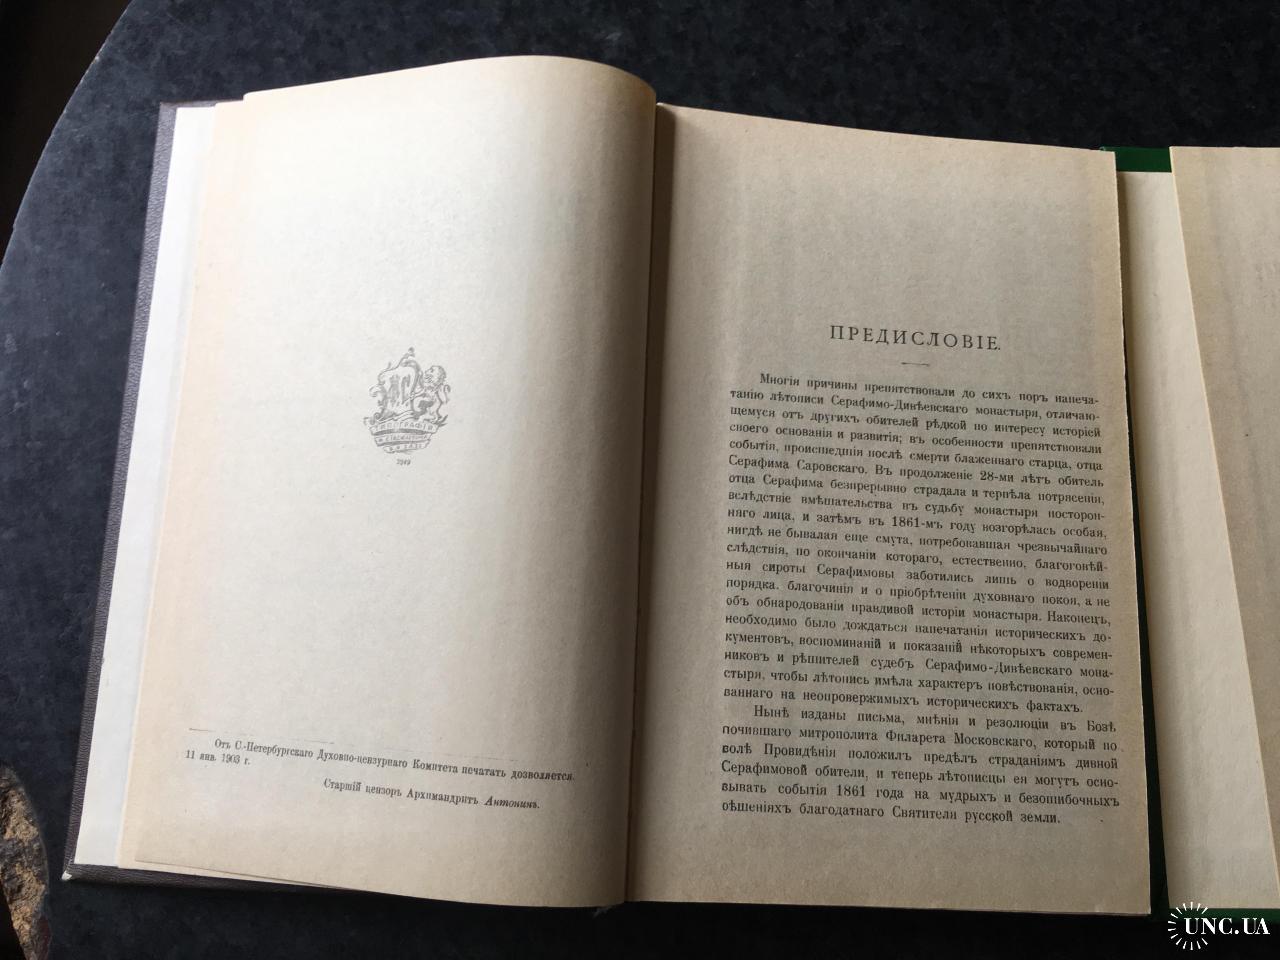 ТИПОГРАФІЯ
2949
Отъ С.-Петербургскаго Духовно-цензурнаго Комитета печатать дозволяется.
11 янв. 1903 г.
Старшій цензоръ Архимандритъ Антонинъ.
ПРЕДИСЛОВІЕ.
Многія причины препятствовали до сихъ поръ напеча-
танію лѣтописи Серафимо-Дивѣевскаго монастыря, отличаю-
щемуся отъ другихъ обителей рѣдкой по интересу исторіей
своего основанія и развитія; въ особенности препятствовали
событія, происшедшія послѣ смерти блаженнаго старца, отца
Серафима Саровскаго. Въ продолженіе 28-ми лѣтъ обитель
отца Серафима безпрерывно страдала и терпѣла потрясенія,
вслѣдствіе вмѣшательства въ судьбу монастыря посторон-
няго лица, и затѣмъ въ 1861-мъ году возгорѣлась особая,
нигдѣ не бывалая еще смута, потребовавшая чрезвычайнаго
слѣдствія, по окончаніи котораго, естественно, благоговѣй-
ныя сироты Серафимовы заботились лишь о водвореніи
порядка, благочинія и о пріобрѣтеніи духовнаго покоя, а не
объ обнародованіи правдивой исторіи монастыря. Наконецъ,
необходимо было дождаться напечатанія историческихъ до-
кументовъ, воспоминаній и показаній нѣкоторыхъ современ-
никовъ и рѣшителей судебъ Серафимо-Дивѣевскаго мона-
стыря, чтобы лѣтопись имѣла характеръ повѣствованія, осно-
ваннаго на неопровержимыхъ историческихъ фактахъ.
Нынѣ изданы письма, мнѣнія и резолюціи въ Бозѣ
почившаго митрополита Филарета Московскаго, который по
волѣ Провидѣнія положилъ предѣлъ страданіямъ дивной
Серафимовой обители, и теперь лѣтописцы ея могутъ осно-
вывать событія 1861 года на мудрыхъ и безошибочныхъ
рѣшеніяхъ благодатнаго Святителя русской земли.
UNC.UA